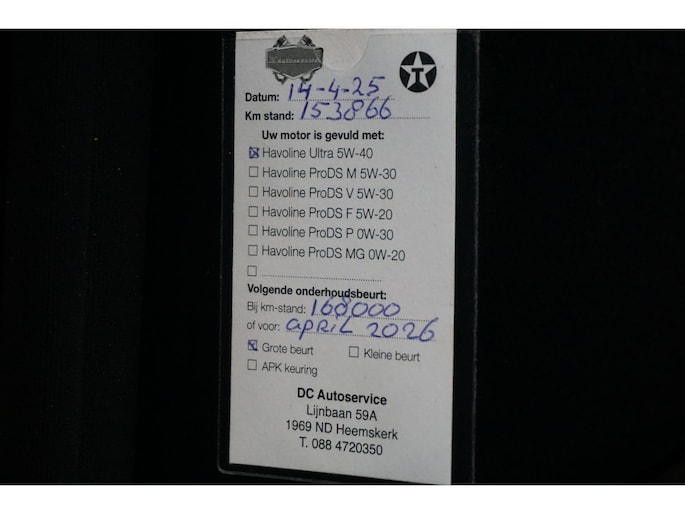 Datum: 14-4-25
Km stand: 153866
Uw motor is gevuld met:
Havoline Ultra 5W-40
Havoline ProDS M 5W-30
Havoline ProDS V 5W-30
Havoline ProDS F 5W-20
Havoline ProDS P 0W-30
Havoline ProDS MG 0W-20
Volgende onderhoudsbeurt:
Bij km-stand: 168000
of voor: april 2026
Grote beurt Kleine beurt
APK keuring
DC Autoservice
Lijnbaan 59A
1969 ND Heemskerk
T. 088 4720350